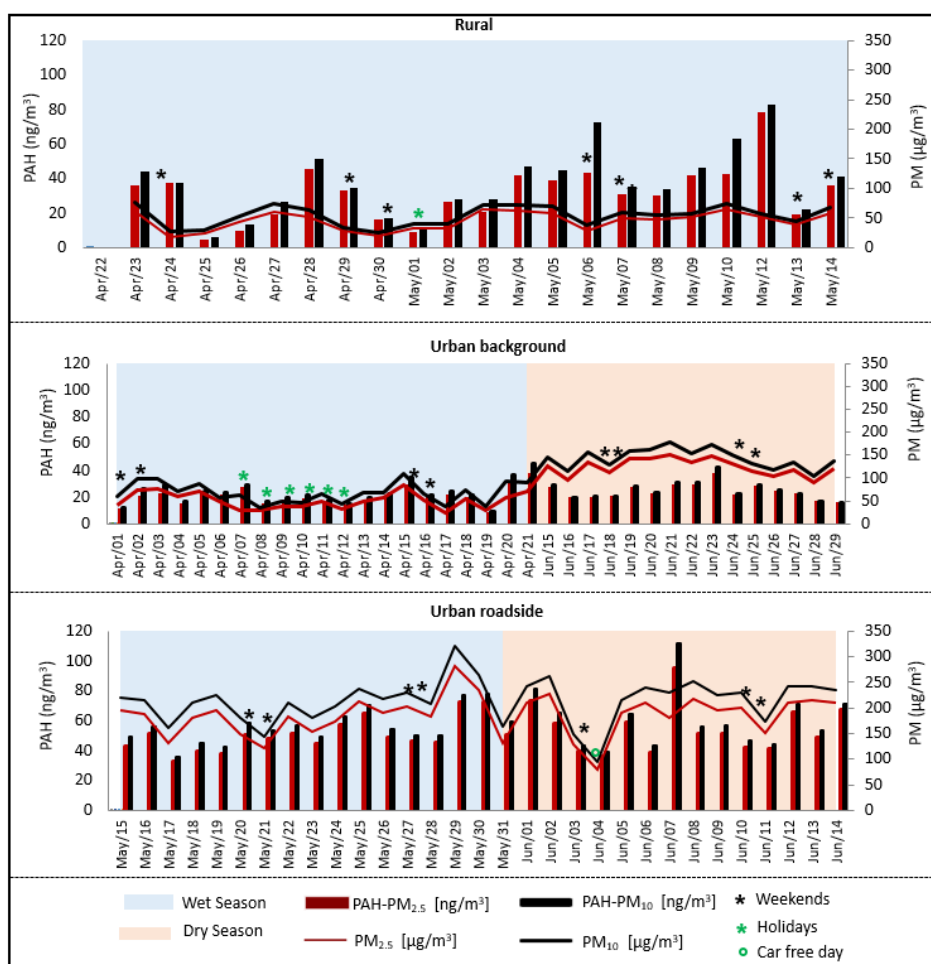 Rural
PAH (ng/m³)
120
100
80
60
40
20
0
PM (µg/m³)
350
300
250
200
150
100
50
0
Apr/22
Apr/23
Apr/24
Apr/25
Apr/26
Apr/27
Apr/28
Apr/29
Apr/30
May/01
May/02
May/03
May/04
May/05
May/06
May/07
May/08
May/09
May/10
May/12
May/13
May/14
Urban background
PAH (ng/m³)
120
100
80
60
40
20
0
PM (µg/m³)
350
300
250
200
150
100
50
0
Apr/01
Apr/02
Apr/03
Apr/04
Apr/05
Apr/06
Apr/07
Apr/08
Apr/09
Apr/10
Apr/11
Apr/12
Apr/13
Apr/14
Apr/15
Apr/16
Apr/17
Apr/18
Apr/19
Apr/20
Apr/21
Jun/15
Jun/16
Jun/17
Jun/18
Jun/19
Jun/20
Jun/21
Jun/22
Jun/23
Jun/24
Jun/25
Jun/26
Jun/27
Jun/28
Jun/29
Urban roadside
PAH (ng/m³)
120
100
80
60
40
20
0
PM (µg/m³)
350
300
250
200
150
100
50
0
May/15
May/16
May/17
May/18
May/19
May/20
May/21
May/22
May/23
May/24
May/25
May/26
May/27
May/28
May/29
May/30
May/31
Jun/01
Jun/02
Jun/03
Jun/04
Jun/05
Jun/06
Jun/07
Jun/08
Jun/09
Jun/10
Jun/11
Jun/12
Jun/13
Jun/14
Wet Season
PAH-PM₂.₅ [ng/m³)
PAH-PM₁₀ [ng/m³)
* Weekends
Dry Season
PM₂.₅ [µg/m³)
PM₁₀ [µg/m³)
* Holidays
Car free day